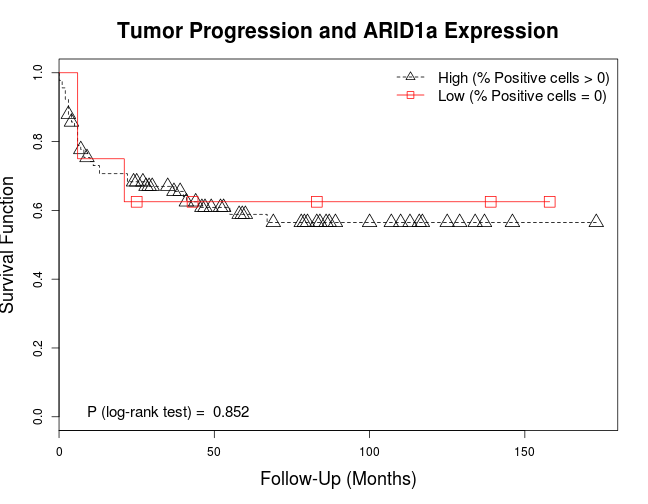 Tumor Progression and ARID1a Expression
High (% Positive cells > 0)
Low (% Positive cells = 0)
1.0
0.8
0.6
0.4
0.2
0.0
Survival Function
P (log-rank test) = 0.852
0 50 100 150
Follow-Up (Months)